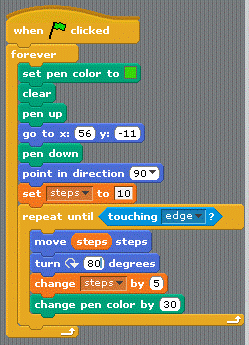 when clicked
forever
set pen color to
clear
pen up
go to x: 56 y: -11
pen down
point in direction 90
set steps to 10
repeat until touching edge ?
move steps steps
turn 80 degrees
change steps by 5
change pen color by 30